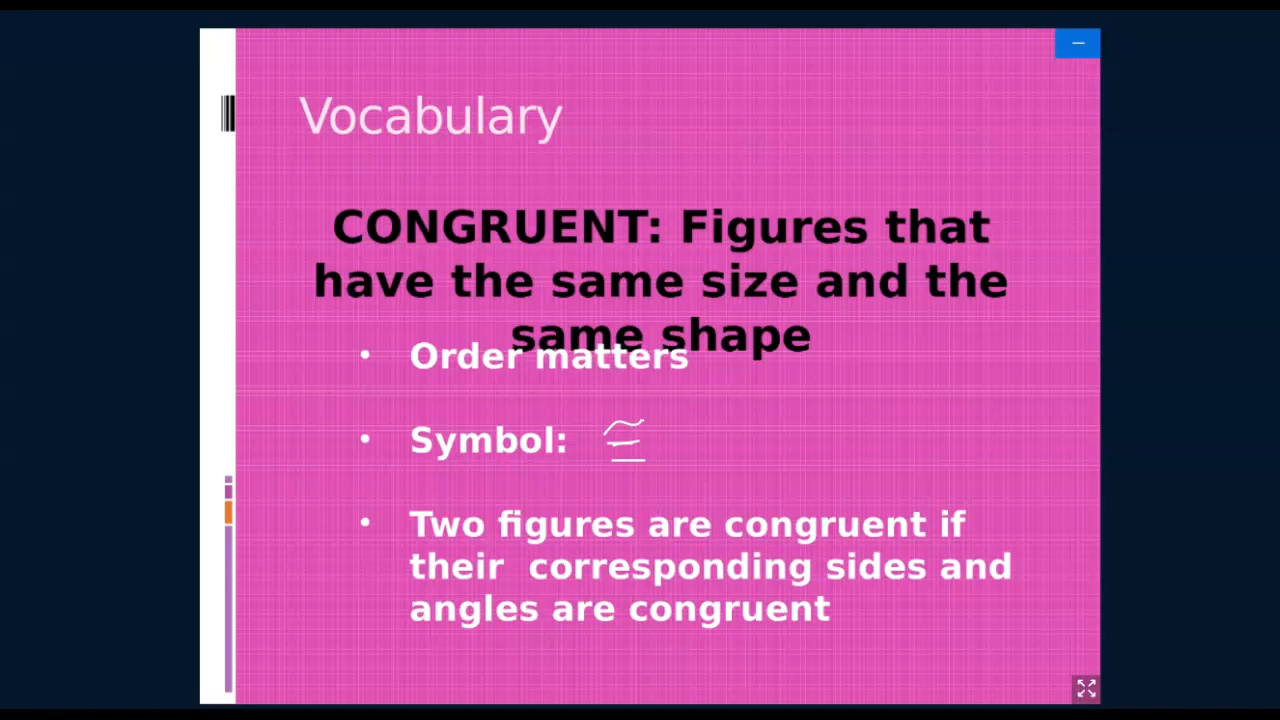 Vocabulary
CONGRUENT: Figures that
have the same size and the
same shape
• Order matters
• Symbol: ≅
• Two figures are congruent if
their corresponding sides and
angles are congruent